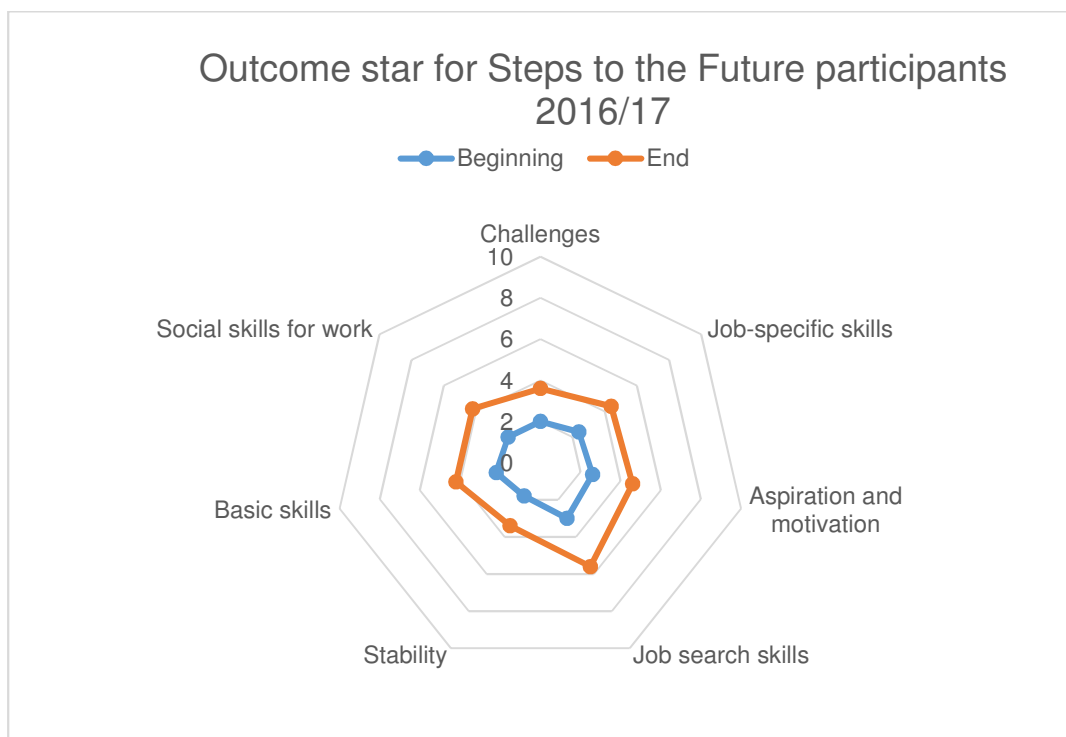 Outcome star for Steps to the Future participants
2016/17
Beginning End
Challenges
10
8
6
4
2
0
Job-specific skills
Aspiration and
motivation
Job search skills
Stability
Basic skills
Social skills for work